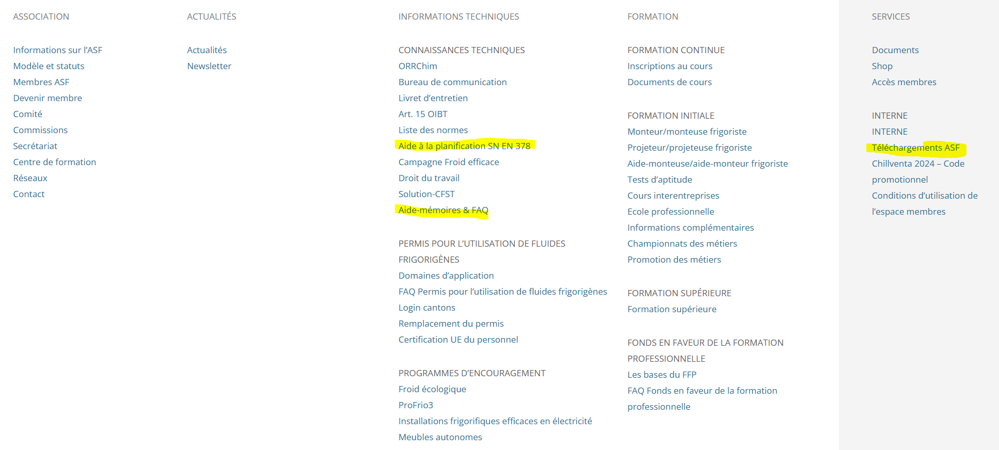 ASSOCIATION
Informations sur l’ASF
Modèle et statuts
Membres ASF
Devenir membre
Comité
Commissions
Secrétariat
Centre de formation
Réseaux
Contact
ACTUALITÉS
Actualités
Newsletter
INFORMATIONS TECHNIQUES
CONNAISSANCES TECHNIQUES
ORRChim
Bureau de communication
Livret d’entretien
Art. 15 OIBT
Liste des normes
Aide à la planification SN EN 378
Campagne Froid efficace
Droit du travail
Solution-CFST
Aide-mémoires & FAQ
PERMIS POUR L’UTILISATION DE FLUIDES
FRIGORIGÈNES
Domaines d’application
FAQ Permis pour l’utilisation de fluides frigorigènes
Login cantons
Remplacement du permis
Certification UE du personnel
PROGRAMMES D’ENCOURAGEMENT
Froid écologique
ProFrio3
Installations frigorifiques efficaces en électricité
Meubles autonomes
FORMATION
FORMATION CONTINUE
Inscriptions au cours
Documents de cours
FORMATION INITIALE
Monteur/monteuse frigoriste
Projeteur/projeteuse frigoriste
Aide-monteuse/aide-monteur frigoriste
Tests d’aptitude
Cours interentreprises
Ecole professionnelle
Informations complémentaires
Championnats des métiers
Promotion des métiers
FORMATION SUPÉRIEURE
Formation supérieure
FONDS EN FAVEUR DE LA FORMATION
PROFESSIONNELLE
Les bases du FFP
FAQ Fonds en faveur de la formation
professionnelle
SERVICES
Documents
Shop
Accès membres
INTERNE
INTERNE
Téléchargements ASF
Chillventa 2024 – Code
promotionnel
Conditions d’utilisation de
l’espace membres